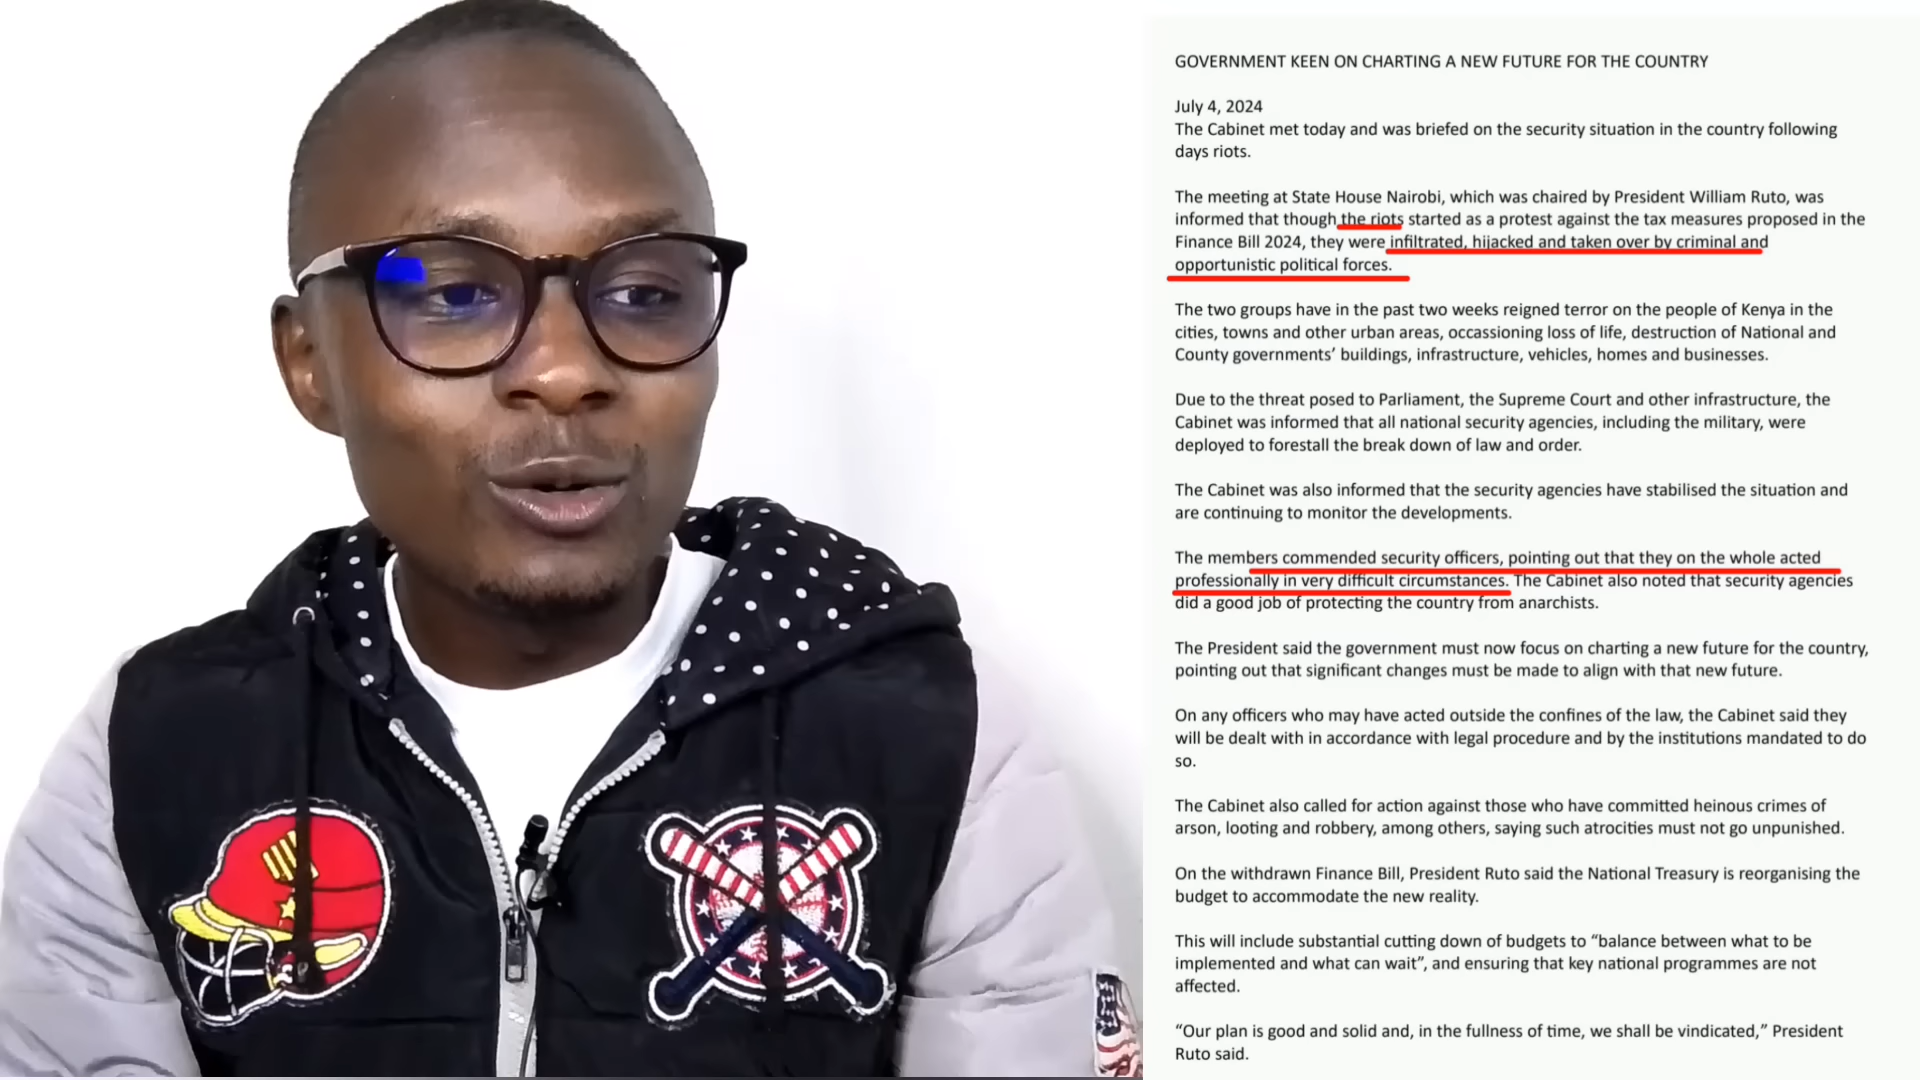 GOVERNMENT KEEN ON CHARTING A NEW FUTURE FOR THE COUNTRY
July 4, 2024
The Cabinet met today and was briefed on the security situation in the country following
days riots.
The meeting at State House Nairobi, which was chaired by President William Ruto, was
informed that though the riots started as a protest against the tax measures proposed in the
Finance Bill 2024, they were infiltrated, hijacked and taken over by criminal and
opportunistic political forces.
The two groups have in the past two weeks reigned terror on the people of Kenya in the
cities, towns and other urban areas, occassioning loss of life, destruction of National and
County governments’ buildings, infrastructure, vehicles, homes and businesses.
Due to the threat posed to Parliament, the Supreme Court and other infrastructure, the
Cabinet was informed that all national security agencies, including the military, were
deployed to forestall the break down of law and order.
The Cabinet was also informed that the security agencies have stabilised the situation and
are continuing to monitor the developments.
The members commended security officers, pointing out that they on the whole acted
professionally in very difficult circumstances. The Cabinet also noted that security agencies
did a good job of protecting the country from anarchists.
The President said the government must now focus on charting a new future for the country,
pointing out that significant changes must be made to align with that new future.
On any officers who may have acted outside the confines of the law, the Cabinet said they
will be dealt with in accordance with legal procedure and by the institutions mandated to do
so.
The Cabinet also called for action against those who have committed heinous crimes of
arson, looting and robbery, among others, saying such atrocities must not go unpunished.
On the withdrawn Finance Bill, President Ruto said the National Treasury is reorganising the
budget to accommodate the new reality.
This will include substantial cutting down of budgets to “balance between what to be
implemented and what can wait”, and ensuring that key national programmes are not
affected.
“Our plan is good and solid and, in the fullness of time, we shall be vindicated,” President
Ruto said.